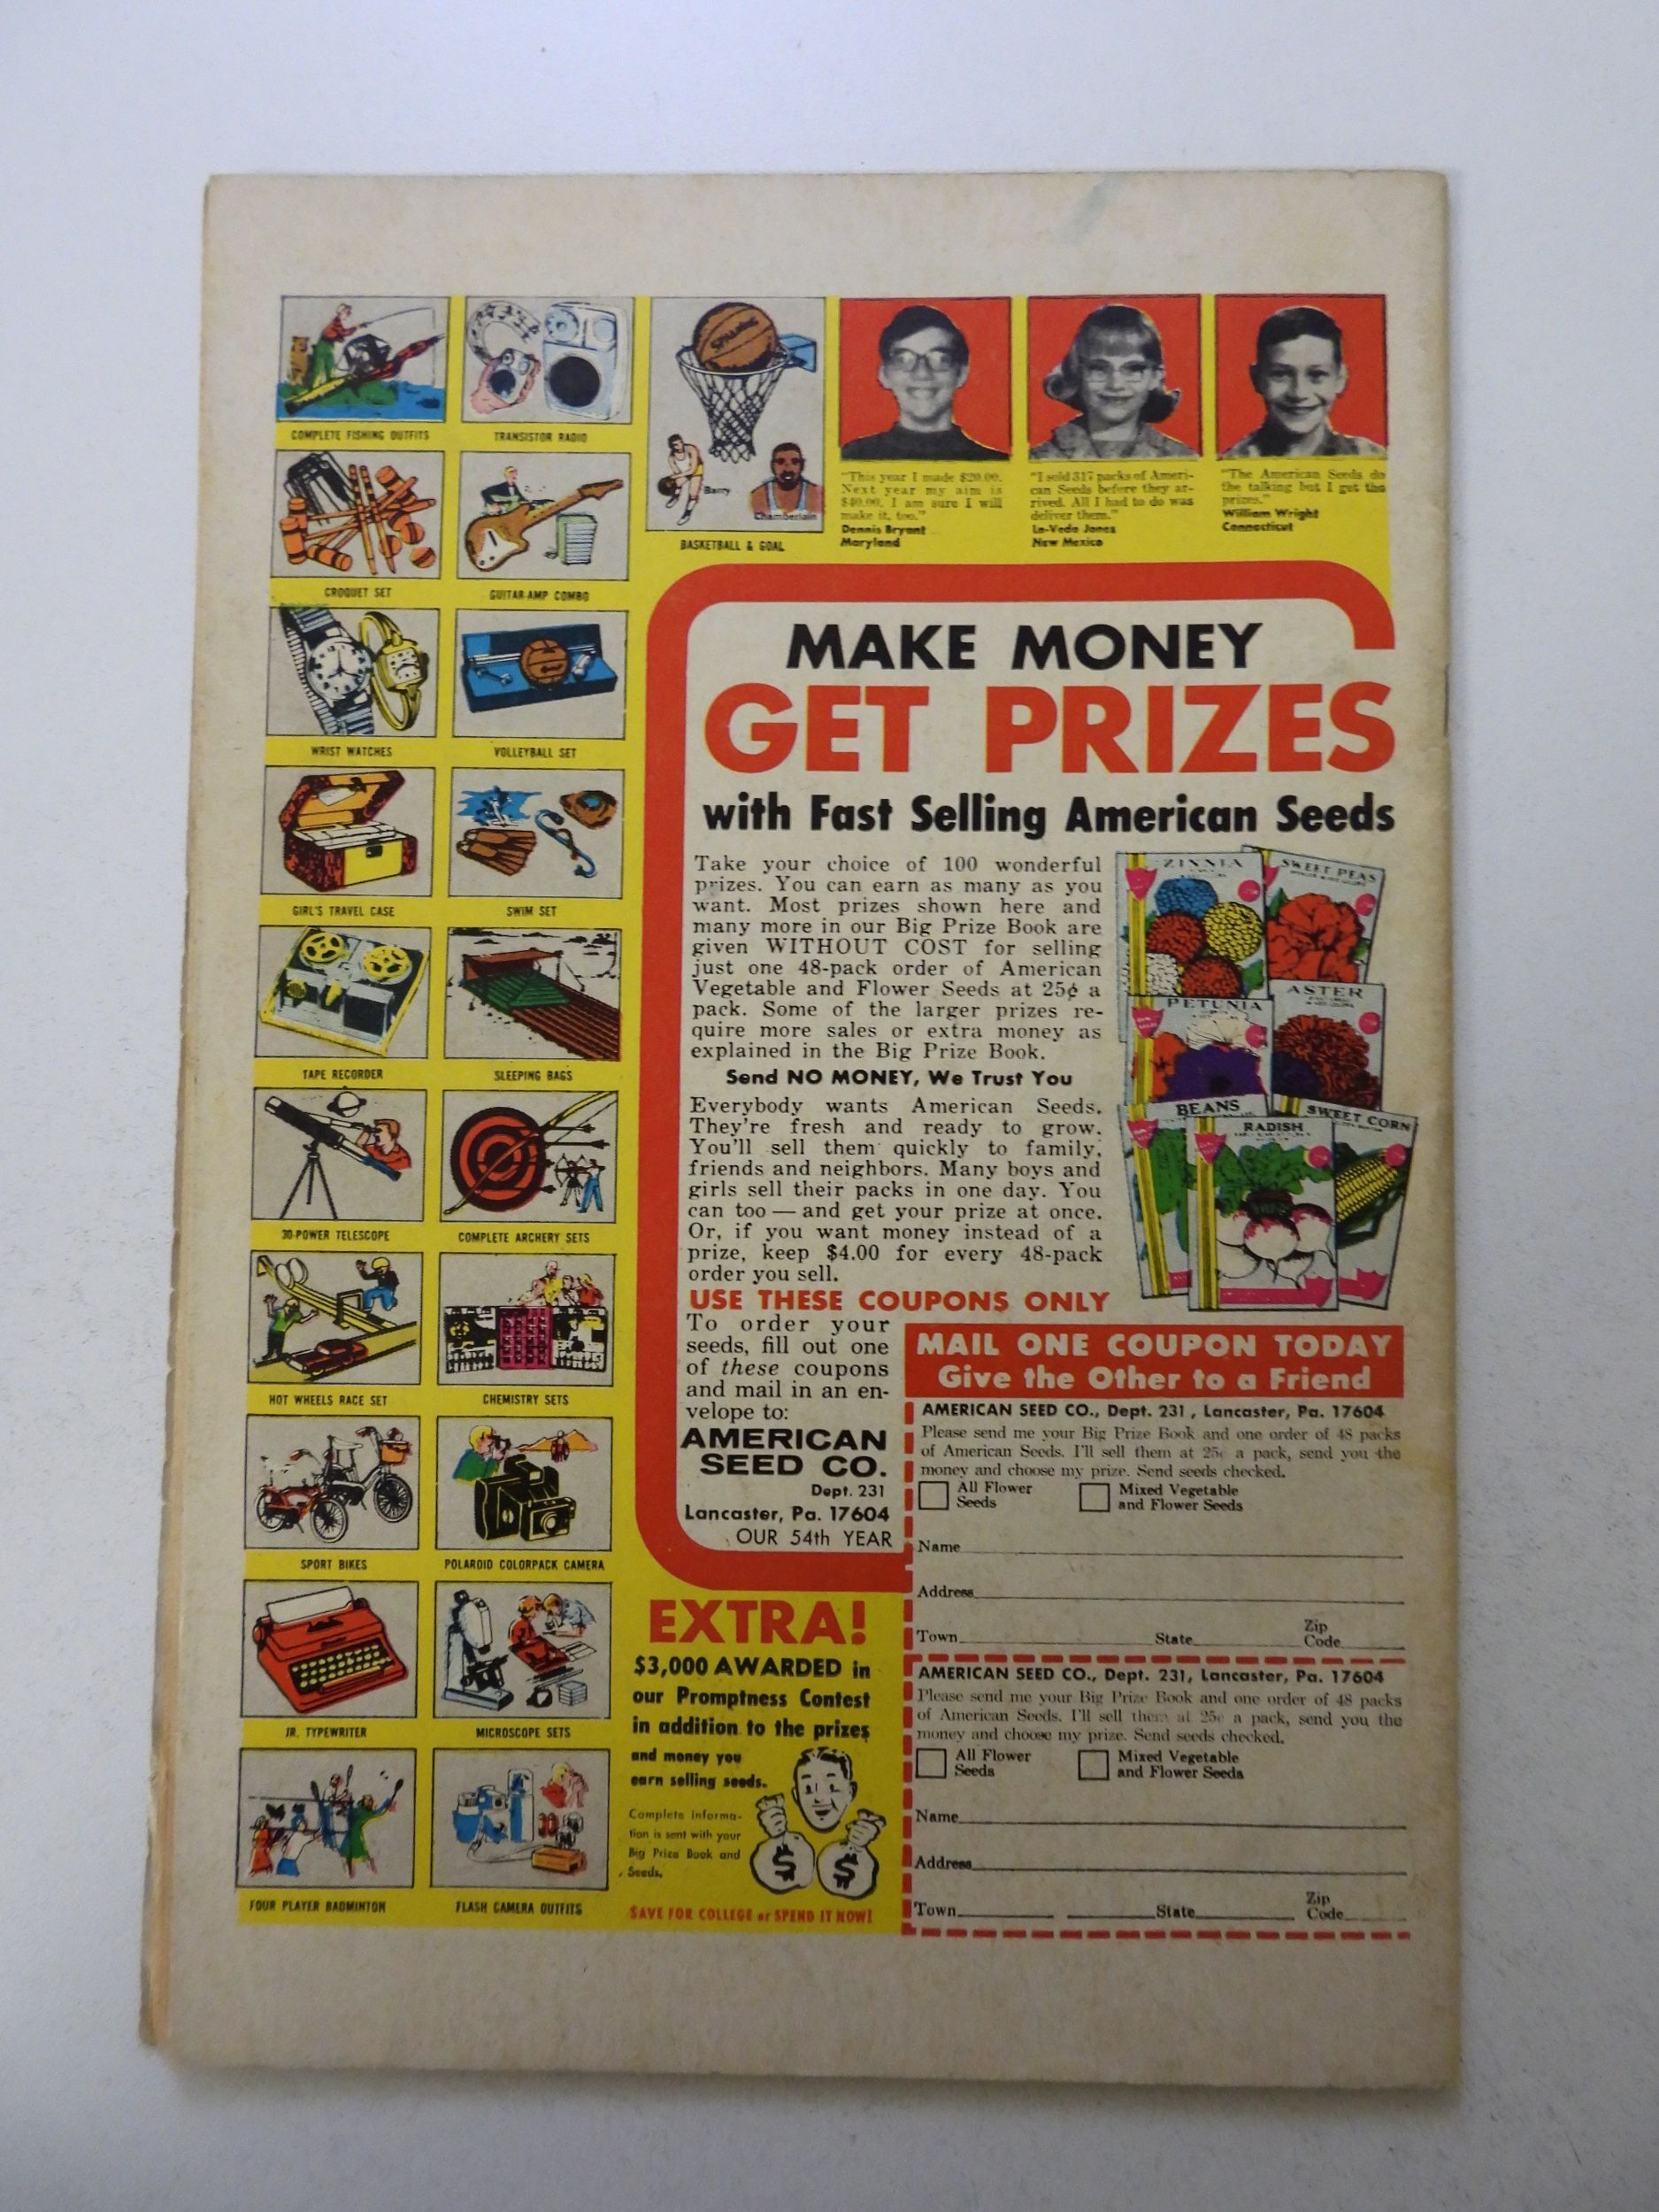 COMPLETE FISHING OUTFITS
TRANSISTOR RADIO
CROQUET SET
GUITAR-AMP COMBO
WRIST WATCHES
VOLLEYBALL SET
GIRL'S TRAVEL CASE
SWIM SET
TAPE RECORDER
SLEEPING BAGS
30-POWER TELESCOPE
COMPLETE ARCHERY SETS
HOT WHEELS RACE SET
CHEMISTRY SETS
SPORT BIKES
POLAROID COLORPACK CAMERA
JR. TYPEWRITER
MICROSCOPE SETS
FOUR PLAYER BADMINTON
FLASH CAMERA OUTFITS
SPALDING
Barry
Chamberlain
BASKETBALL & GOAL
"This year I made $20.00.
Next year my aim is
$40.00. I am sure I will
make it, too."
Dennis Bryant
Maryland
"I sold 317 packs of Ameri-
can Seeds before they ar-
rived. All I had to do was
deliver them."
La-Veda Jones
New Mexico
"The American Seeds do
the talking but I get the
prizes."
William Wright
Connecticut
MAKE MONEY
GET PRIZES
with Fast Selling American Seeds
Take your choice of 100 wonderful
prizes. You can earn as many as you
want. Most prizes shown here and
many more in our Big Prize Book are
given WITHOUT COST for selling
just one 48-pack order of American
Vegetable and Flower Seeds at 25¢ a
pack. Some of the larger prizes re-
quire more sales or extra money as
explained in the Big Prize Book.
Send NO MONEY, We Trust You
Everybody wants American Seeds.
They're fresh and ready to grow.
You'll sell them quickly to family,
friends and neighbors. Many boys and
girls sell their packs in one day. You
can too — and get your prize at once.
Or, if you want money instead of a
prize, keep $4.00 for every 48-pack
order you sell.
ZINNIA
SWEET PEAS
PETUNIA
ASTER
BEANS
RADISH
SWEET CORN
USE THESE COUPONS ONLY
To order your
seeds, fill out one
of these coupons
and mail in an en-
velope to:
AMERICAN
SEED CO.
Dept. 231
Lancaster, Pa. 17604
OUR 54th YEAR
EXTRA!
$3,000 AWARDED in
our Promptness Contest
in addition to the prizes
and money you
earn selling seeds.
Complete informa-
tion is sent with your
Big Prize Book and
Seeds.
$ $
SAVE FOR COLLEGE or SPEND IT NOW!
MAIL ONE COUPON TODAY
Give the Other to a Friend
AMERICAN SEED CO., Dept. 231, Lancaster, Pa. 17604
Please send me your Big Prize Book and one order of 48 packs
of American Seeds. I'll sell them at 25¢ a pack, send you the
money and choose my prize. Send seeds checked.
All Flower
Seeds
Mixed Vegetable
and Flower Seeds
Name
Address
Town State Zip
Code
AMERICAN SEED CO., Dept. 231, Lancaster, Pa. 17604
Please send me your Big Prize Book and one order of 48 packs
of American Seeds. I'll sell them at 25¢ a pack, send you the
money and choose my prize. Send seeds checked.
All Flower
Seeds
Mixed Vegetable
and Flower Seeds
Name
Address
Town State Zip
Code